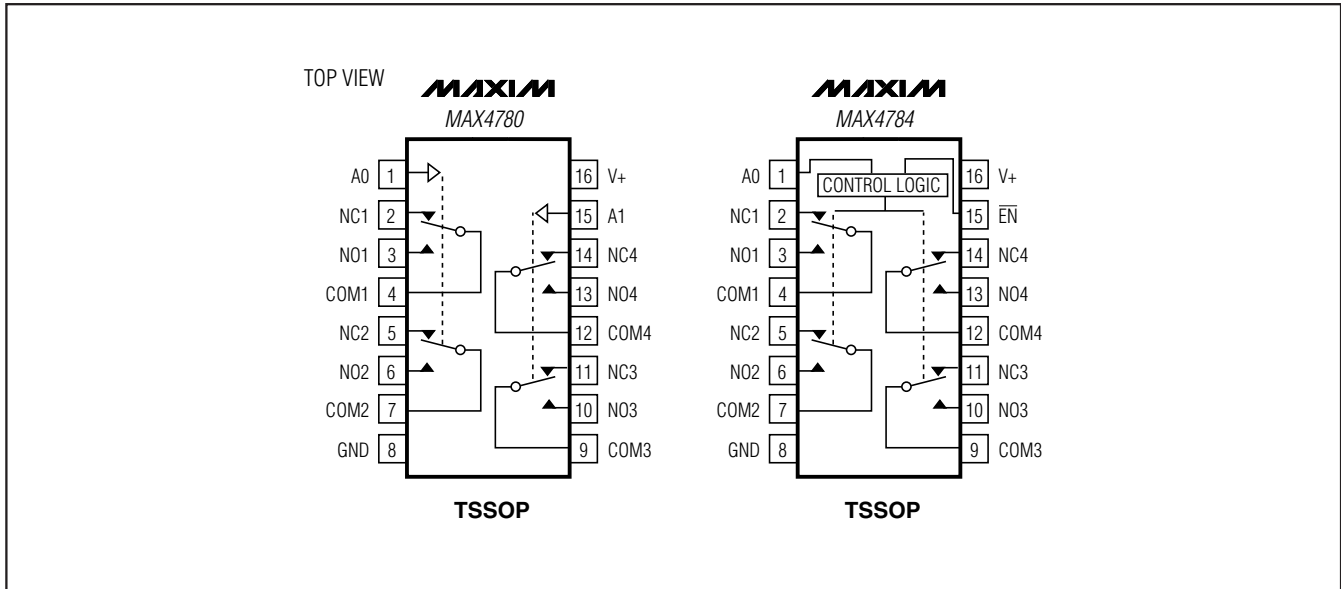 TOP VIEW
MAXIM
MAX4780
A0 1
NC1 2
NO1 3
COM1 4
NC2 5
NO2 6
COM2 7
GND 8
16 V+
15 A1
14 NC4
13 NO4
12 COM4
11 NC3
10 NO3
9 COM3
TSSOP
MAXIM
MAX4784
CONTROL LOGIC
A0 1
NC1 2
NO1 3
COM1 4
NC2 5
NO2 6
COM2 7
GND 8
16 V+
15 E̅N̅
14 NC4
13 NO4
12 COM4
11 NC3
10 NO3
9 COM3
TSSOP